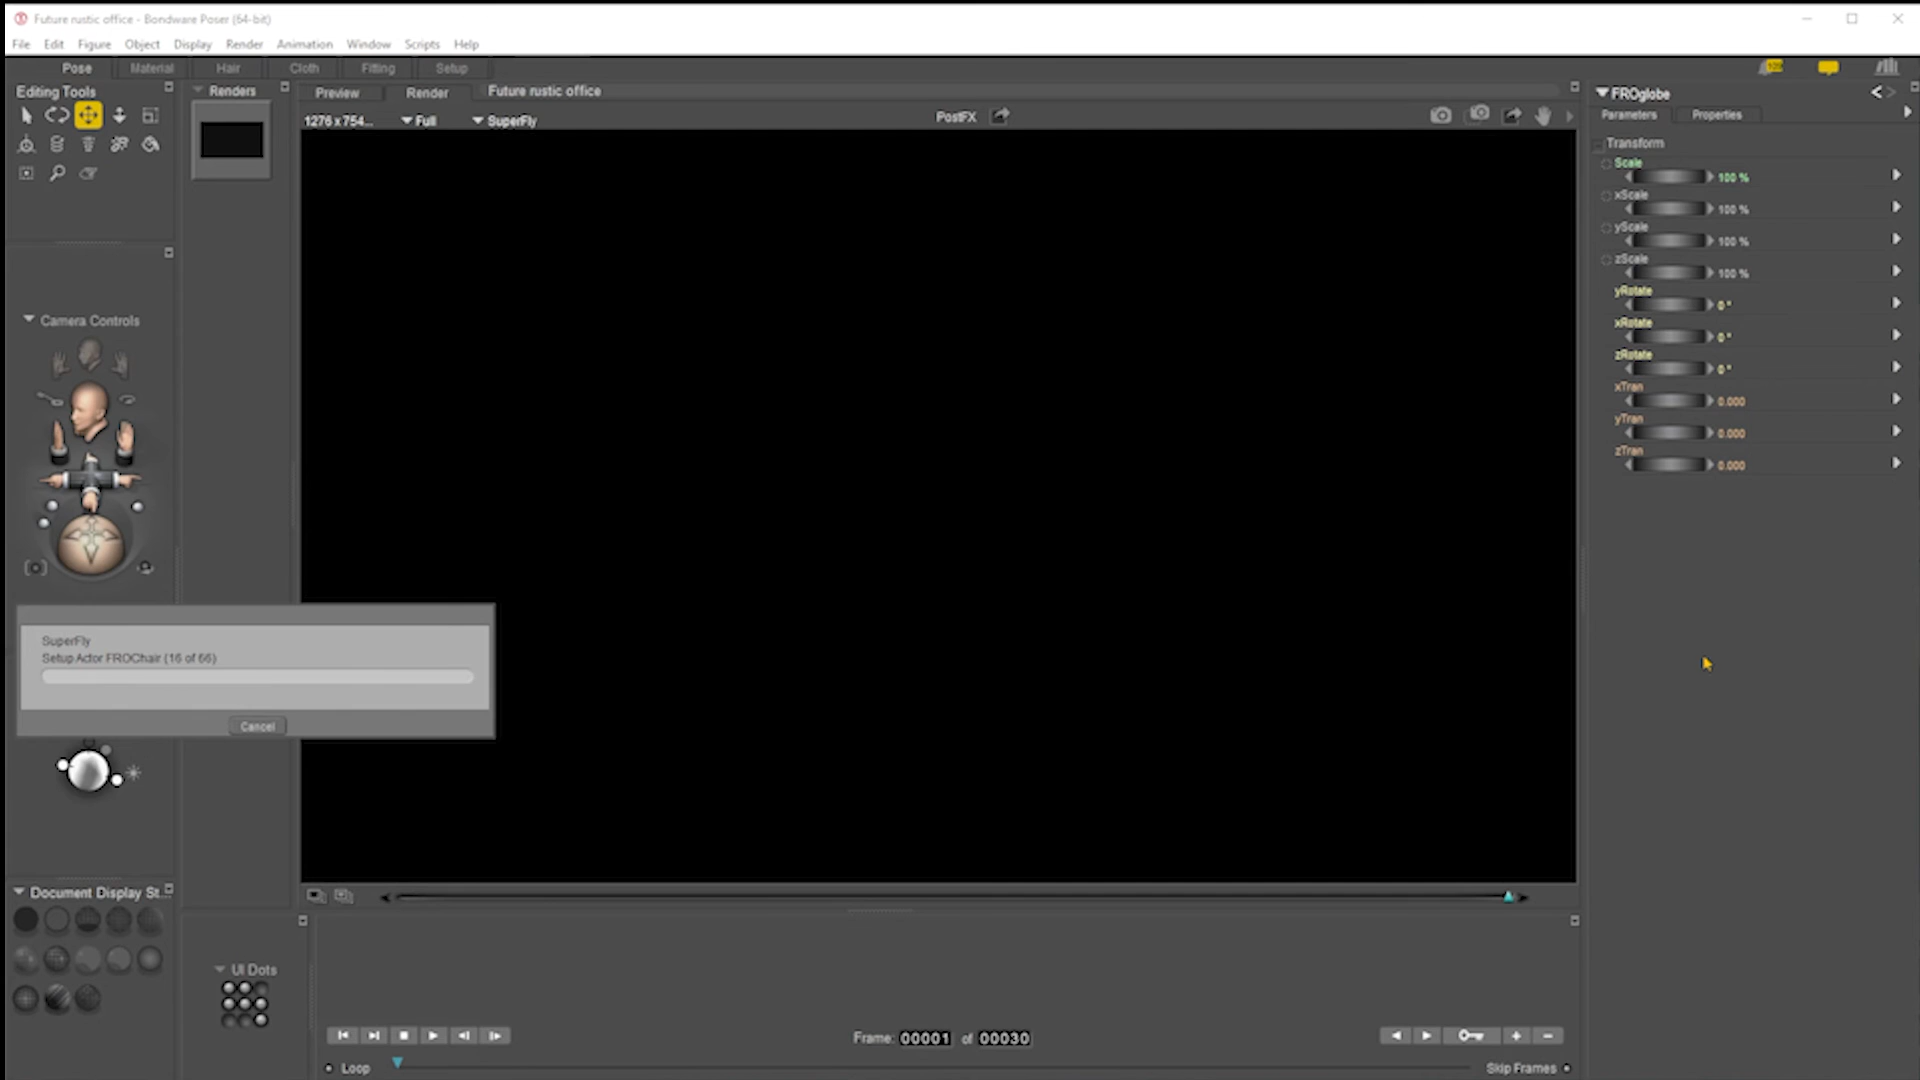 Future rustic office - Bondware Poser (64-bit)
File Edit Figure Object Display Render Animation Window Scripts Help
Pose Material Hair Cloth Fitting Setup
Editing Tools
Renders
Preview Render Future rustic office
1276 x 754... Full SuperFly PostFX
FROglobe
Parameters Properties
Transform
Scale
100 %
xScale
100 %
yScale
100 %
zScale
100 %
yRotate
0 °
xRotate
0 °
zRotate
0 °
xTran
0.000
yTran
0.000
zTran
0.000
Camera Controls
SuperFly
Setup Actor FROChair (16 of 66)
Cancel
Document Display St...
UI Dots
Frame: 00001 of 00030
Loop
Skip Frames